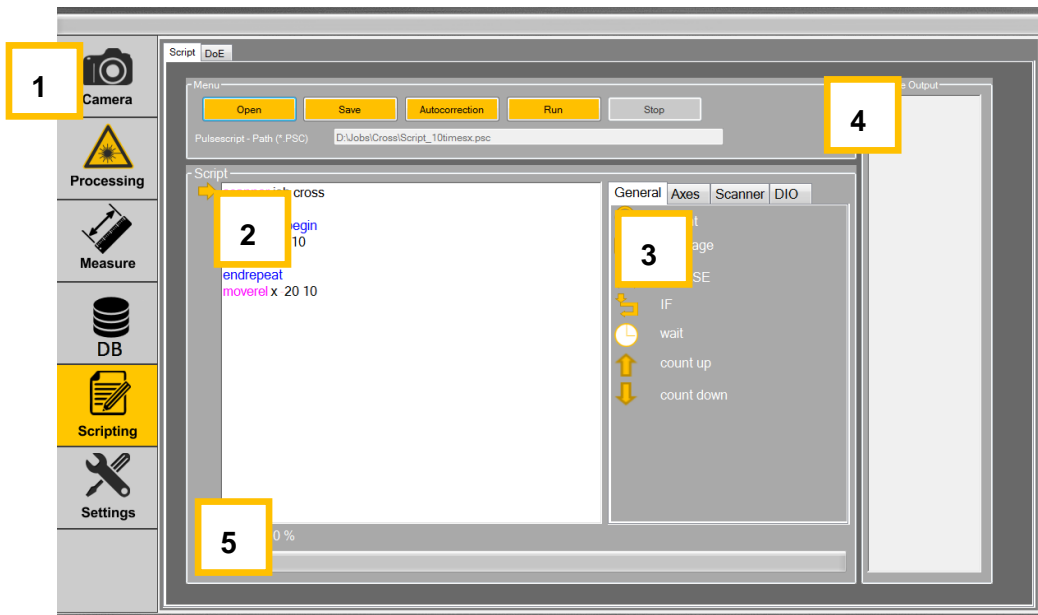 1
Camera
Processing
Measure
DB
Scripting
Settings
Script DoE
Menu
Open Save Autocorrection Run Stop
Pulsescript - Path (*.PSC) D:\Jobs\Cross\Script_10timesx.psc
4
Output
Script
cross
2
10
endrepeat
moverel x 20 10
General Axes Scanner DIO
3
IF
wait
count up
count down
5
0 %